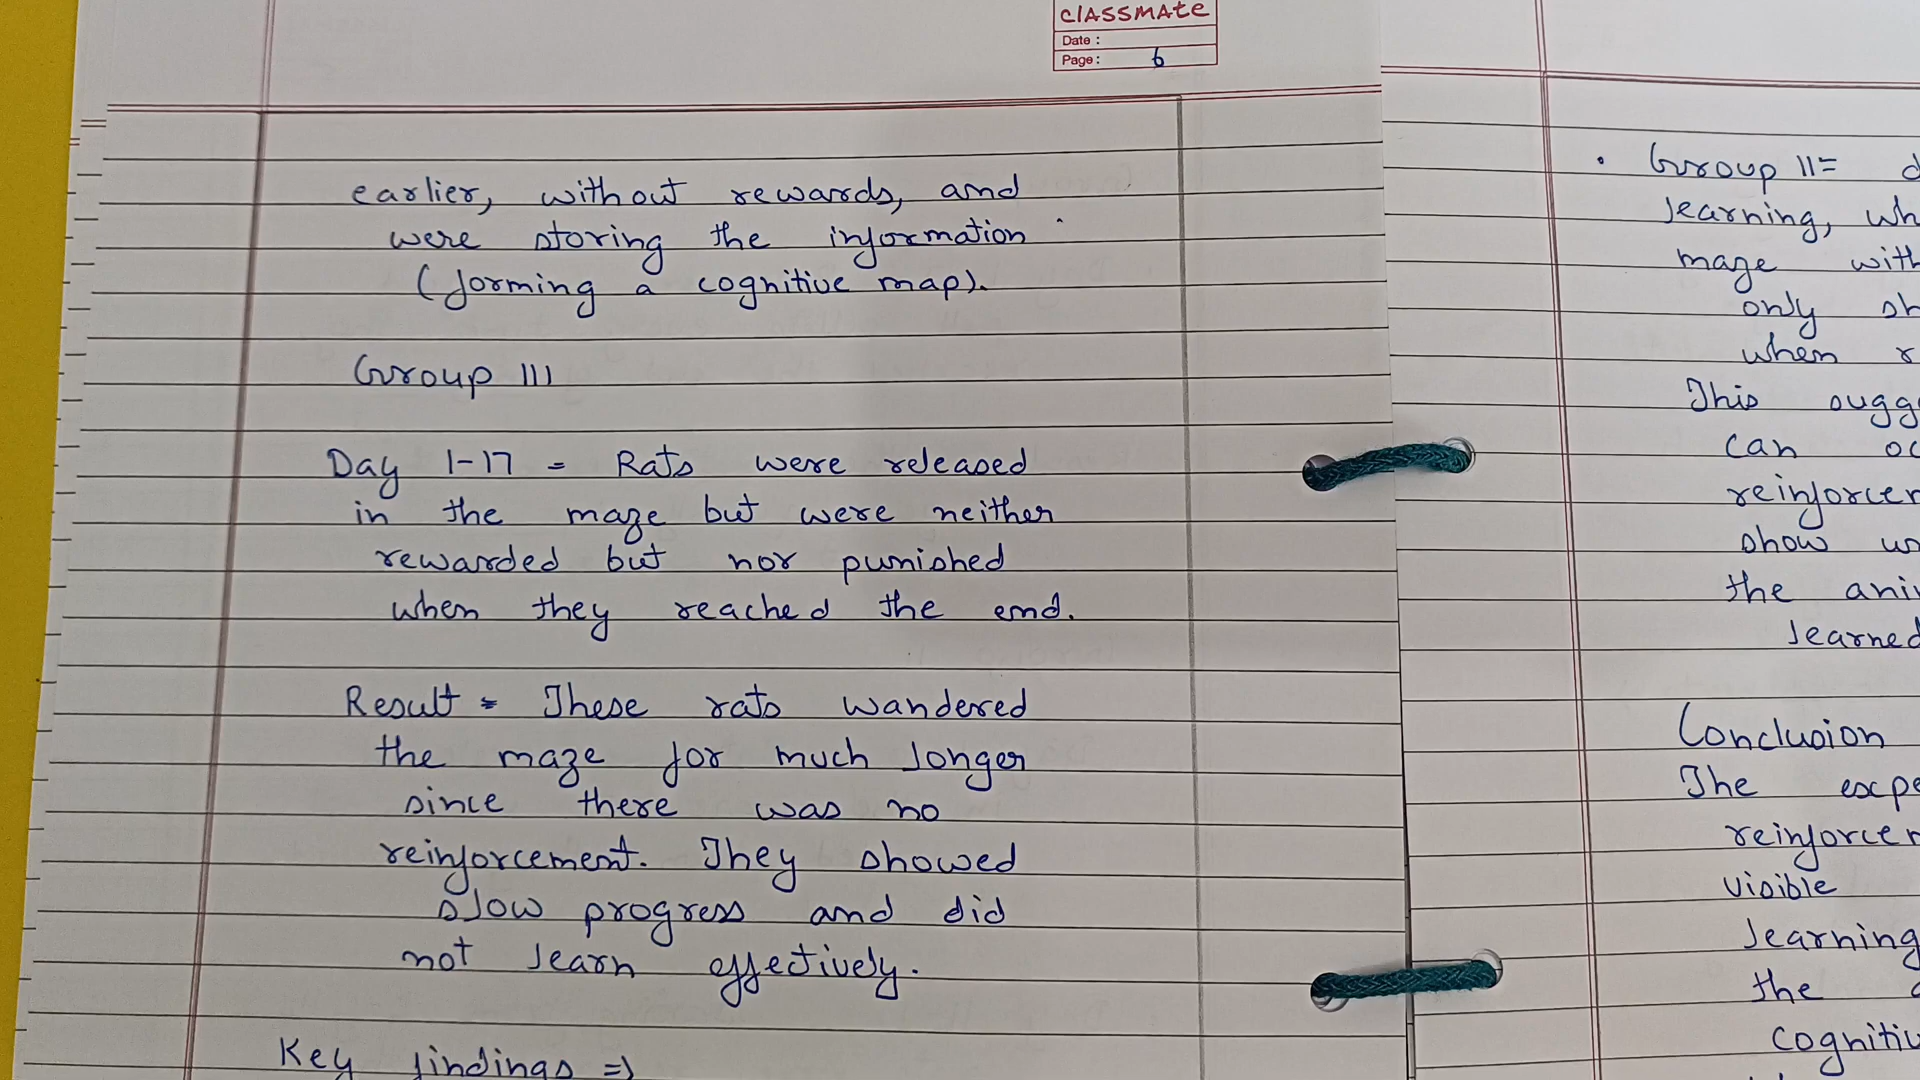 CLASSMATE
Date :
Page : 6
earlier, without rewards, and
were storing the information
(forming a cognitive map).
Group III
Day 1-17 = Rats were released
in the maze but were neither
rewarded but nor punished
when they reached the end.
Result = These rats wandered
the maze for much longer
since there was no
reinforcement. They showed
slow progress and did
not learn effectively.
Key findings =>
• Group II =
learning,
maze
only
when
This
can
show
the
learned
Conclusion
The
visible
learning
the